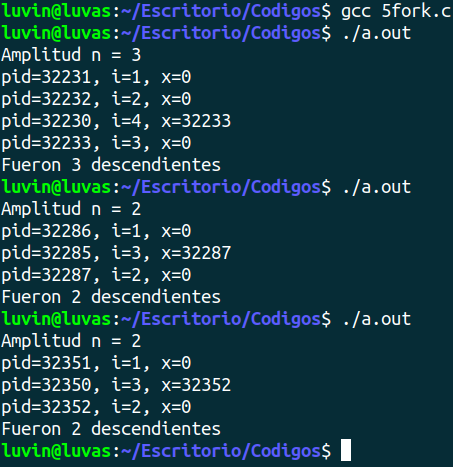 luvin@luvas:~/Escritorio/Codigos$ gcc 5fork.c
luvin@luvas:~/Escritorio/Codigos$ ./a.out
Amplitud n = 3
pid=32231, i=1, x=0
pid=32232, i=2, x=0
pid=32230, i=4, x=32233
pid=32233, i=3, x=0
Fueron 3 descendientes
luvin@luvas:~/Escritorio/Codigos$ ./a.out
Amplitud n = 2
pid=32286, i=1, x=0
pid=32285, i=3, x=32287
pid=32287, i=2, x=0
Fueron 2 descendientes
luvin@luvas:~/Escritorio/Codigos$ ./a.out
Amplitud n = 2
pid=32351, i=1, x=0
pid=32350, i=3, x=32352
pid=32352, i=2, x=0
Fueron 2 descendientes
luvin@luvas:~/Escritorio/Codigos$